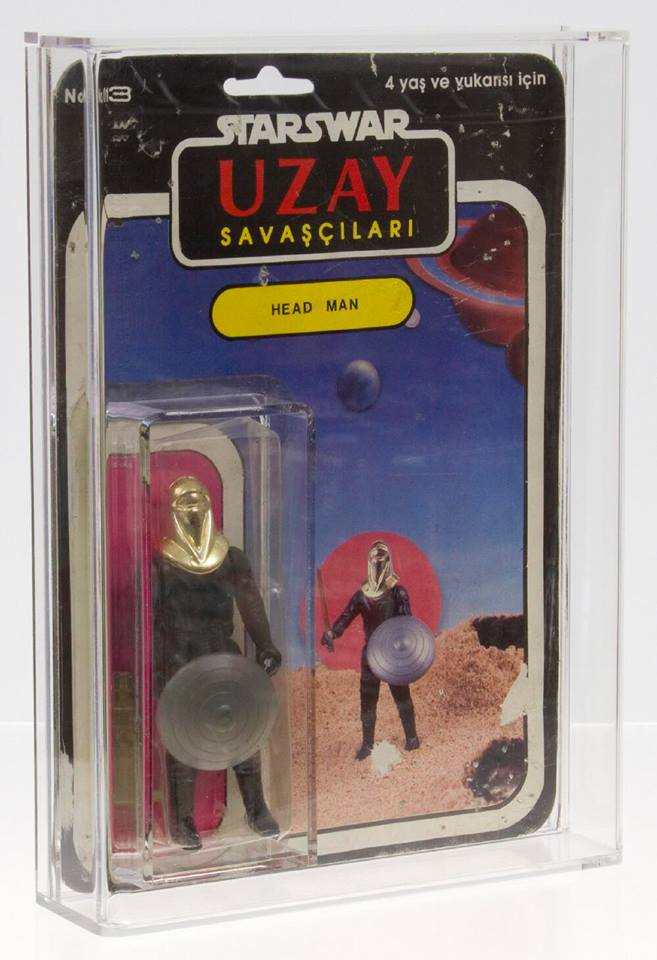 4 yaş ve yukarısı için
STARSWAR
UZAY
SAVAŞÇILARI
HEAD MAN